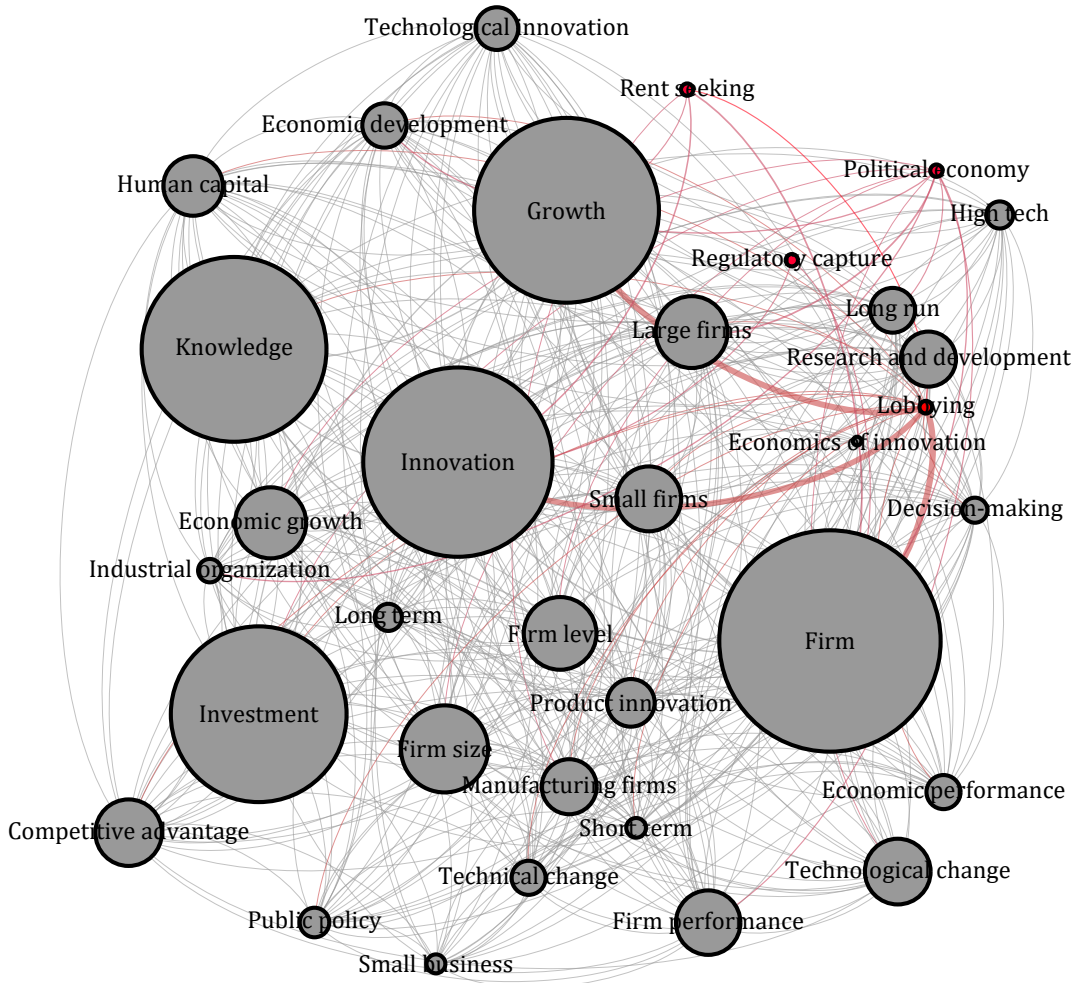 Technological innovation
Rent seeking
Economic development
Political economy
Human capital
Growth
High tech
Regulatory capture
Long run
Large firms
Knowledge
Research and development
Lobbying
Economics of innovation
Innovation
Small firms
Decision-making
Economic growth
Industrial organization
Long term
Firm level
Firm
Product innovation
Investment
Firm size
Manufacturing firms
Economic performance
Short term
Competitive advantage
Technical change
Technological change
Public policy
Firm performance
Small business